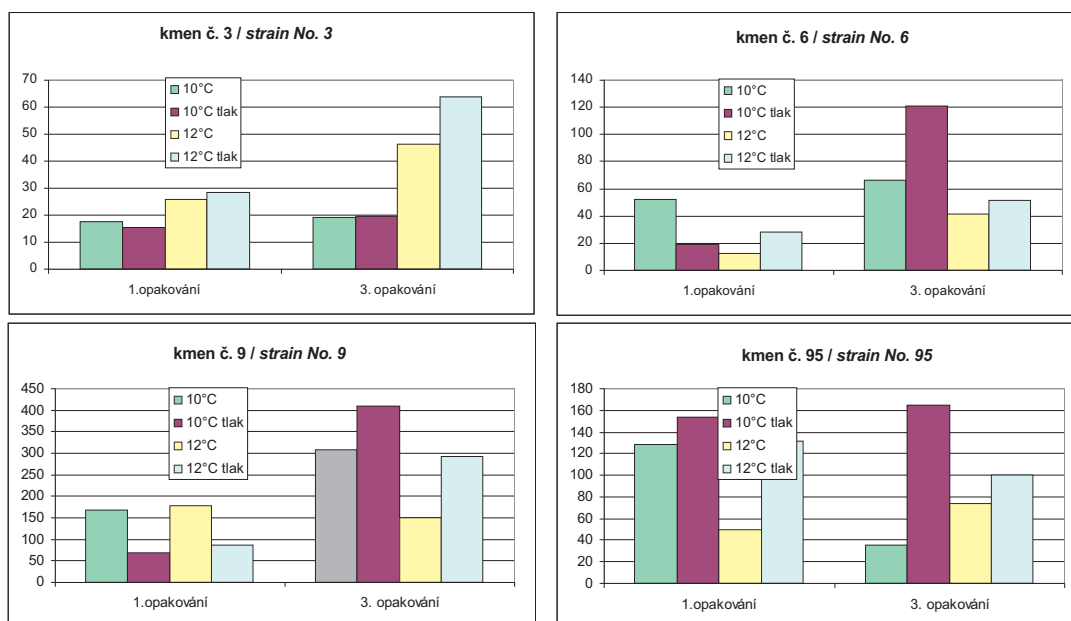 kmen č. 3 / strain No. 3
70
60
50
40
30
20
10
0
10°C
10°C tlak
12°C
12°C tlak
1.opakování
3. opakování
kmen č. 6 / strain No. 6
140
120
100
80
60
40
20
0
10°C
10°C tlak
12°C
12°C tlak
1.opakování
3. opakování
kmen č. 9 / strain No. 9
450
400
350
300
250
200
150
100
50
0
10°C
10°C tlak
12°C
12°C tlak
1.opakování
3. opakování
kmen č. 95 / strain No. 95
180
160
140
120
100
80
60
40
20
0
10°C
10°C tlak
12°C
12°C tlak
1.opakování
3. opakování